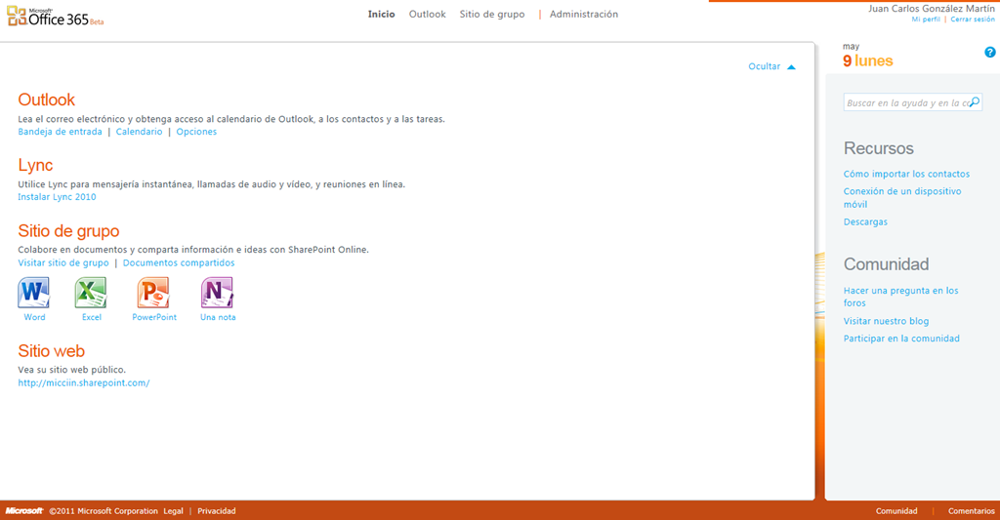 Microsoft
Office 365 Beta
Inicio Outlook Sitio de grupo | Administración
Juan Carlos González Martín
Mi perfil | Cerrar sesión
Ocultar
Outlook
Lea el correo electrónico y obtenga acceso al calendario de Outlook, a los contactos y a las tareas.
Bandeja de entrada | Calendario | Opciones
Lync
Utilice Lync para mensajería instantánea, llamadas de audio y vídeo, y reuniones en línea.
Instalar Lync 2010
Sitio de grupo
Colabore en documentos y comparta información e ideas con SharePoint Online.
Visitar sitio de grupo | Documentos compartidos
Word Excel PowerPoint Una nota
Sitio web
Vea su sitio web público.
http://micciin.sharepoint.com/
may
9 lunes
?
Buscar en la ayuda y en la
Recursos
Cómo importar los contactos
Conexión de un dispositivo
móvil
Descargas
Comunidad
Hacer una pregunta en los
foros
Visitar nuestro blog
Participar en la comunidad
Microsoft ©2011 Microsoft Corporation Legal | Privacidad
Comunidad | Comentarios